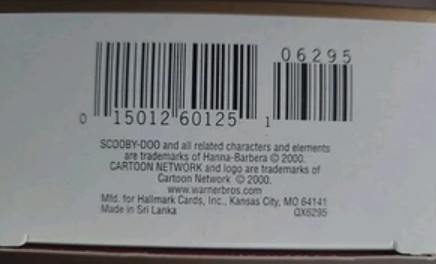 06295
0 15012 60125 1
SCOOBY-DOO and all related characters and elements
are trademarks of Hanna-Barbera © 2000.
CARTOON NETWORK and logo are trademarks of
Cartoon Network © 2000.
www.warnerbros.com
Mfd. for Hallmark Cards, Inc., Kansas City, MO 64141
Made in Sri Lanka QX6295